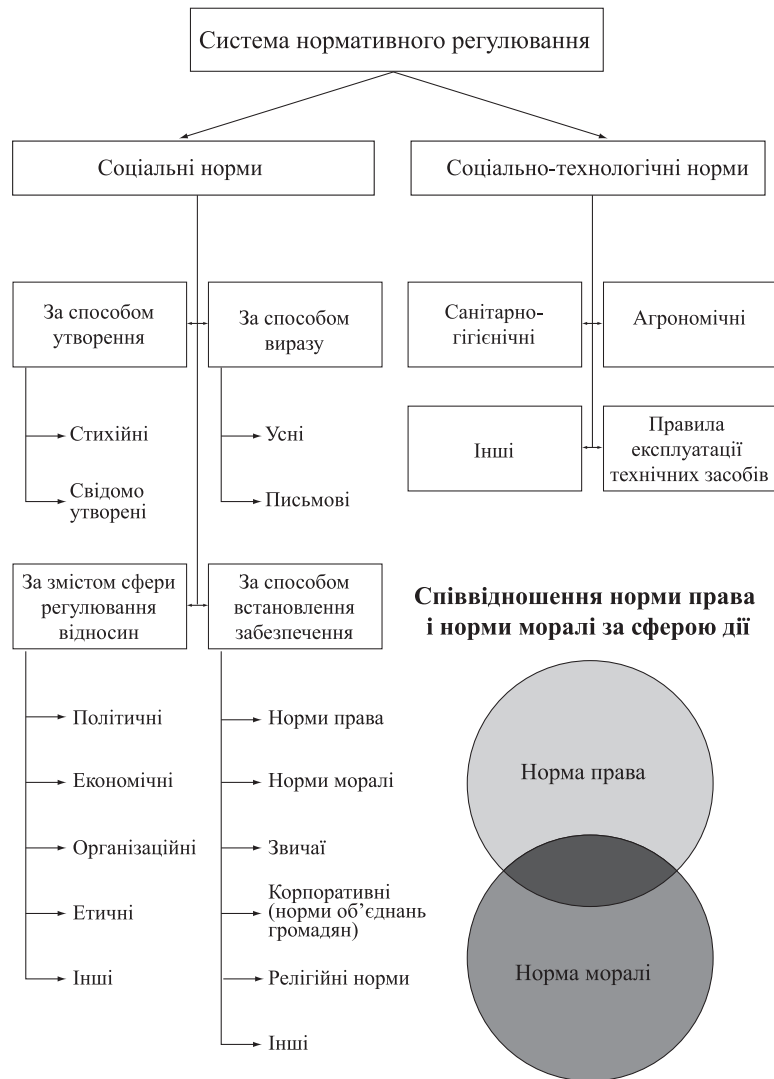 Система нормативного регулювання
Соціальні норми
Соціально-технологічні норми
За способом
утворення
Стихійні
Свідомо
утворені
За способом
виразу
Усні
Письмові
Санітарно-
гігієнічні
Агрономічні
Інші
Правила
експлуатації
технічних засобів
За змістом сфери
регулювання
відносин
Політичні
Економічні
Організаційні
Етичні
Інші
За способом
встановлення
забезпечення
Норми права
Норми моралі
Звичаї
Корпоративні
(норми об’єднань
громадян)
Релігійні норми
Інші
Співвідношення норми права
і норми моралі за сферою дії
Норма права
Норма моралі